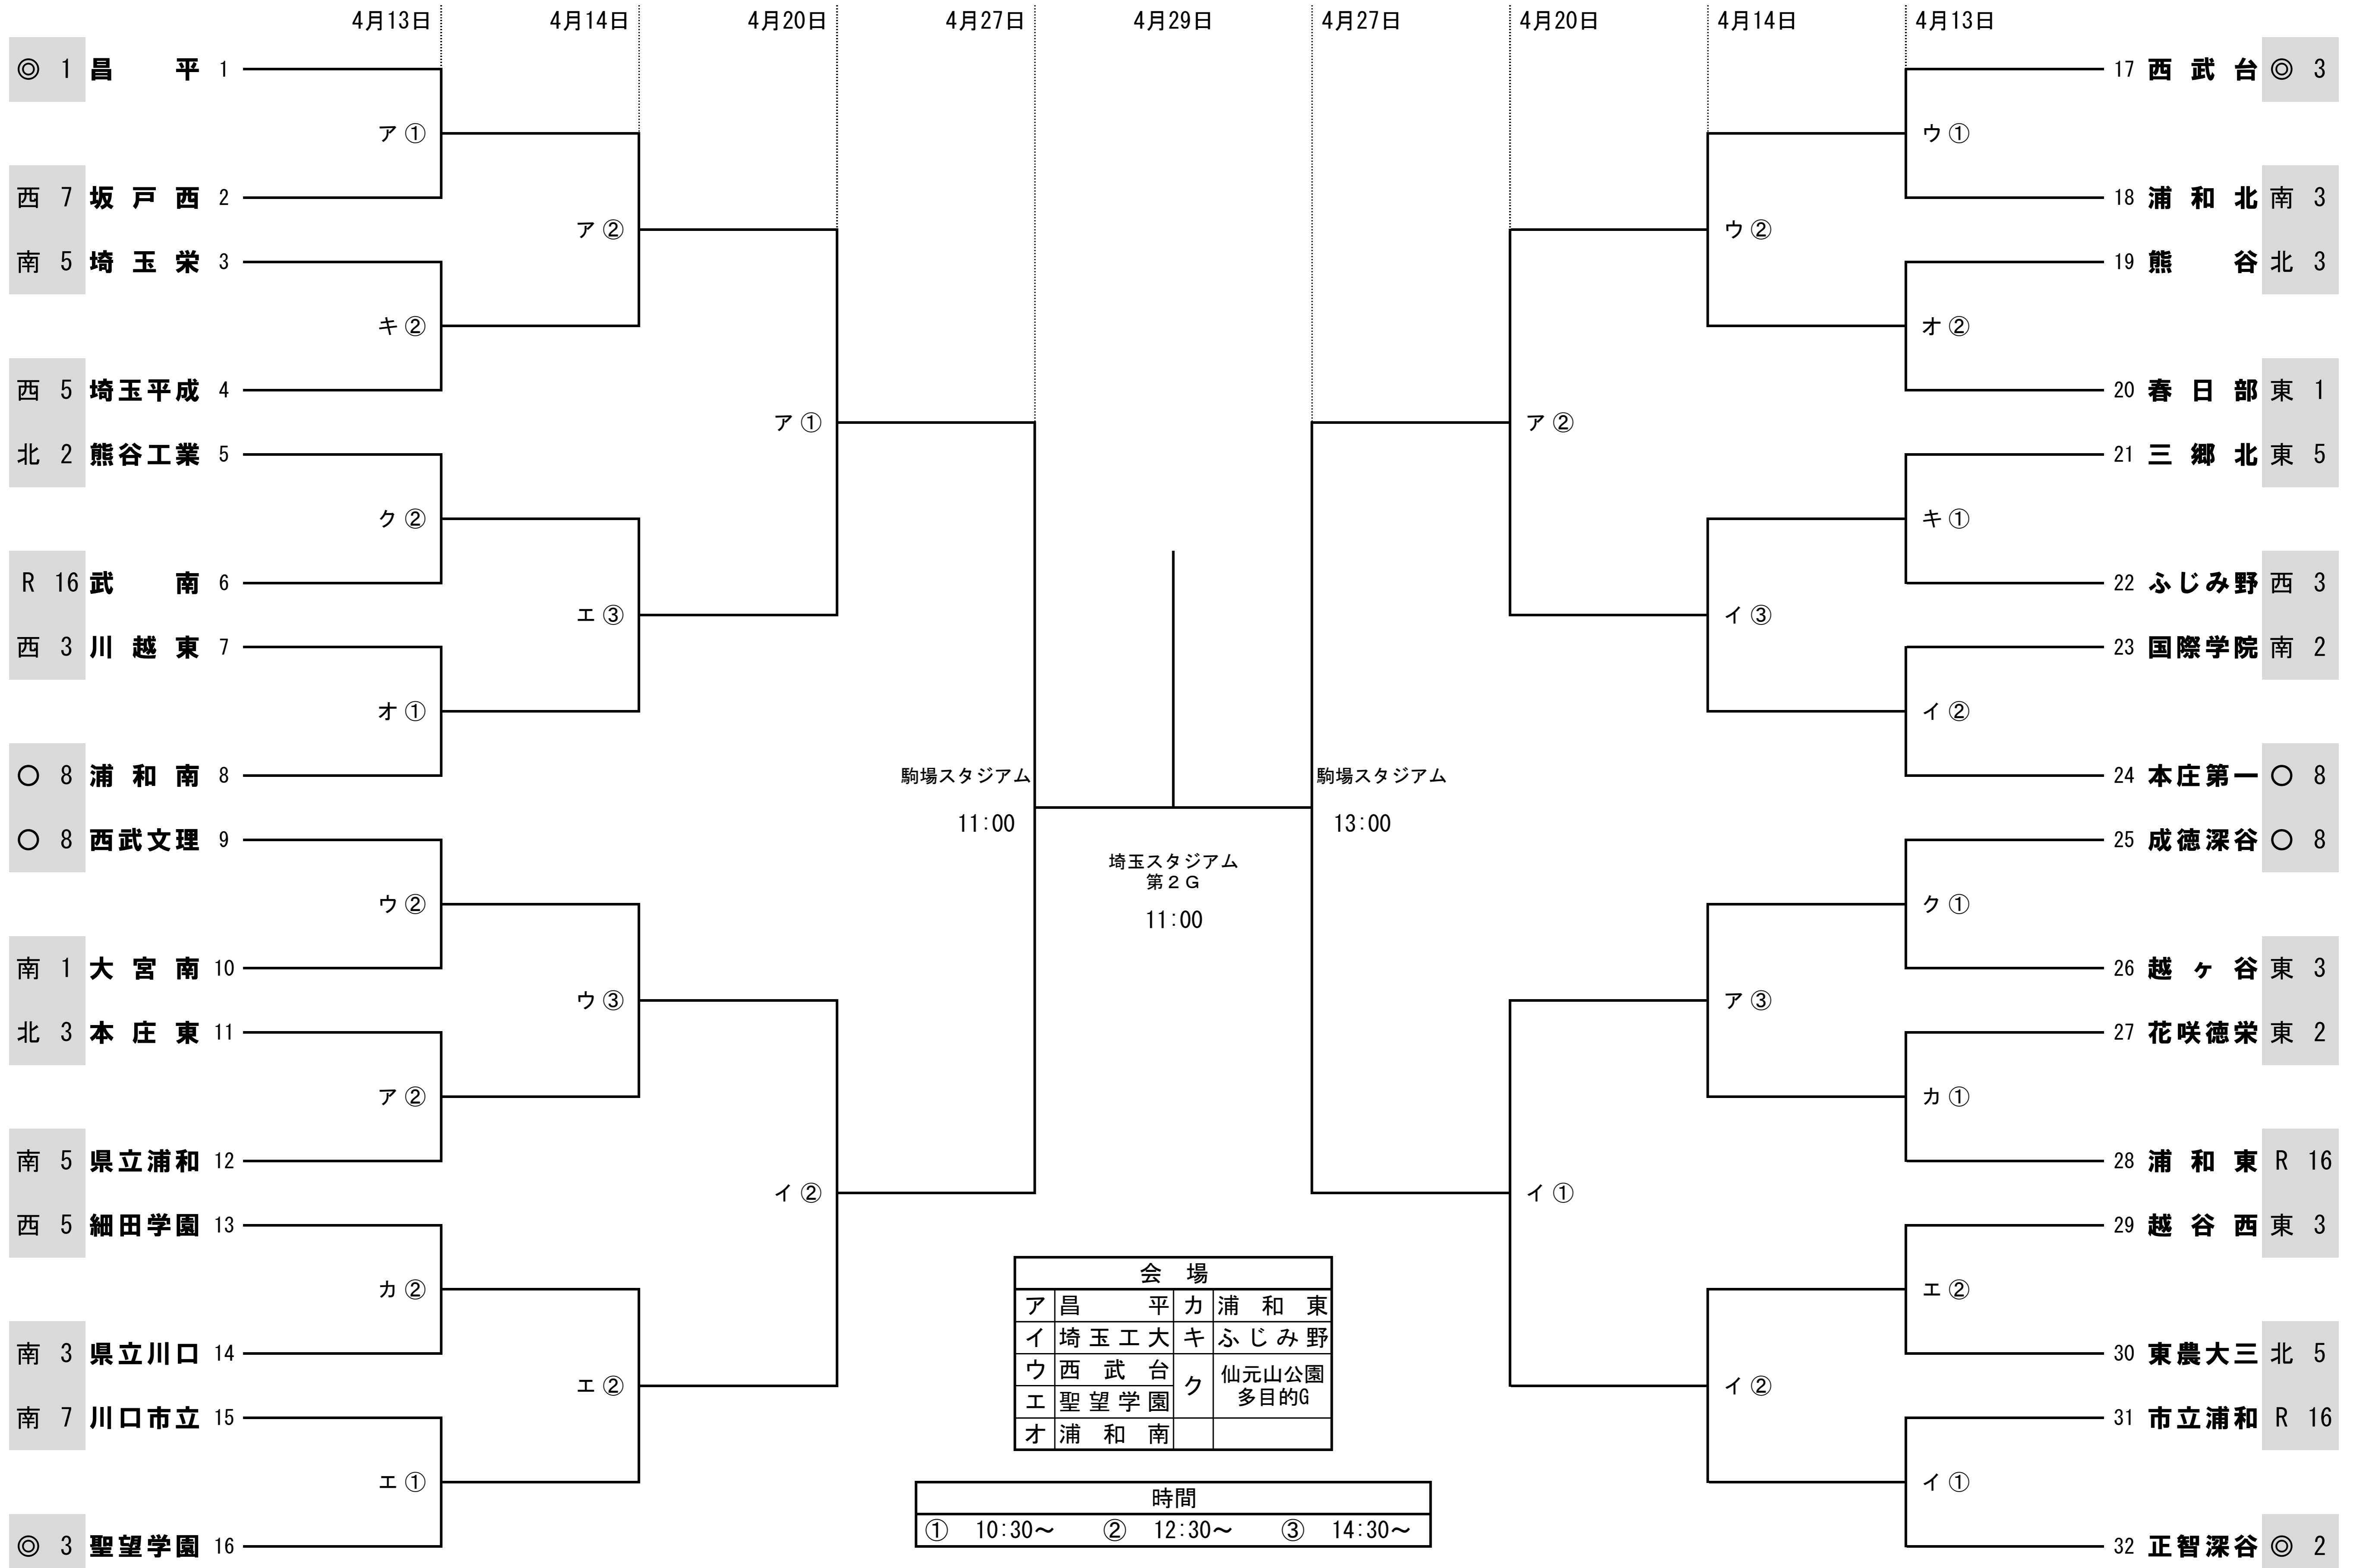 4月13日 4月14日 4月20日 4月27日 4月29日 4月27日 4月20日 4月14日 4月13日
◎ 1 昌平 1
ア①
西 7 坂戸西 2
ア②
南 5 埼玉栄 3
キ②
西 5 埼玉平成 4
ア①
北 2 熊谷工業 5
ク②
R 16 武南 6
エ③
西 3 川越東 7
オ①
〇 8 浦和南 8
〇 8 西武文理 9
ウ②
南 1 大宮南 10
ウ③
北 3 本庄東 11
ア②
南 5 県立浦和 12
イ②
西 5 細田学園 13
カ②
南 3 県立川口 14
エ②
南 7 川口市立 15
エ①
◎ 3 聖望学園 16
駒場スタジアム
11:00
埼玉スタジアム
第２Ｇ
11:00
駒場スタジアム
13:00
17 西武台 ◎ 3
ウ①
18 浦和北 南 3
ウ②
19 熊谷 北 3
オ②
20 春日部 東 1
ア②
21 三郷北 東 5
キ①
22 ふじみ野 西 3
イ③
23 国際学院 南 2
イ②
24 本庄第一 〇 8
25 成徳深谷 〇 8
ク①
26 越ヶ谷 東 3
ア③
27 花咲徳栄 東 2
カ①
28 浦和東 R 16
イ①
29 越谷西 東 3
エ②
30 東農大三 北 5
イ②
31 市立浦和 R 16
イ①
32 正智深谷 ◎ 2
会場
ア 昌平 カ 浦和東
イ 埼玉工大 キ ふじみ野
ウ 西武台 ク 仙元山公園
多目的G
エ 聖望学園
オ 浦和南
時間
① 10:30～ ② 12:30～ ③ 14:30～